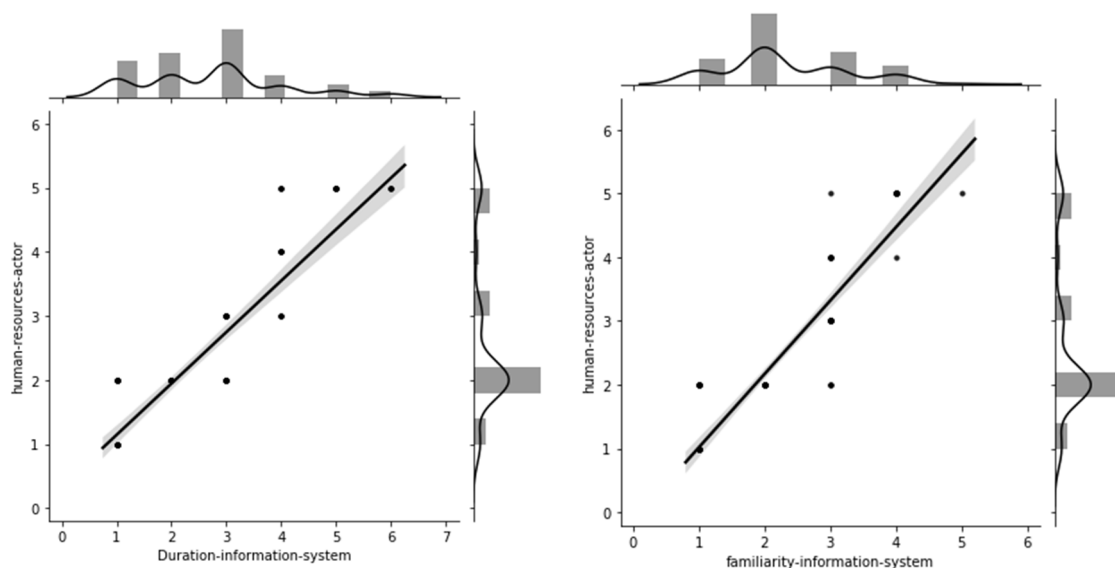 6
5
4
3
2
1
0
human-resources-actor
0 1 2 3 4 5 6 7
Duration-information-system
6
5
4
3
2
1
0
human-resources-actor
0 1 2 3 4 5 6
familiarity-information-system